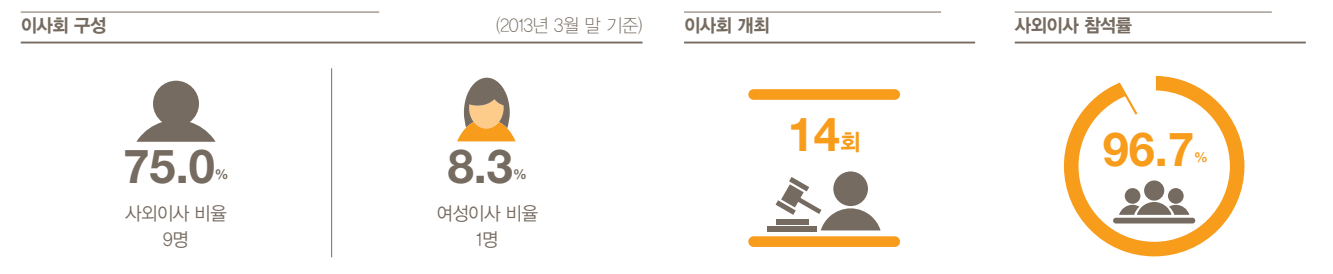 이사회 구성 (2013년 3월 말 기준)
75.0%
사외이사 비율
9명
8.3%
여성이사 비율
1명
이사회 개최
14회
사외이사 참석률
96.7%